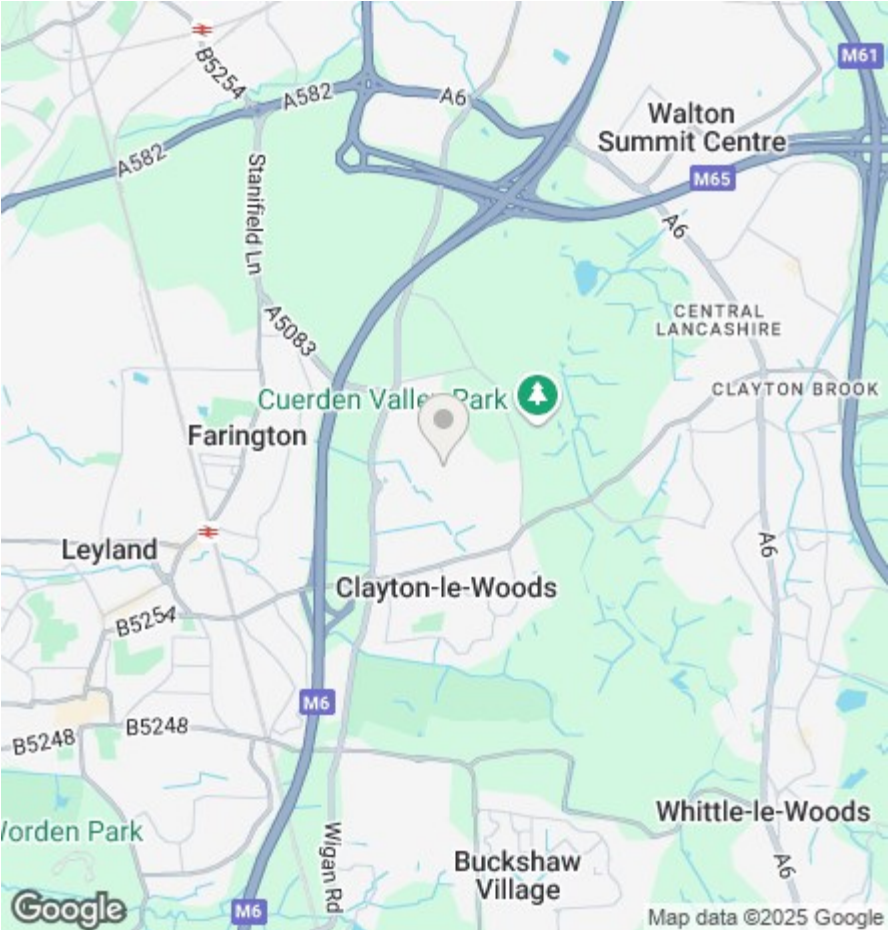 B5254
A582
A6
M61
Walton
Summit Centre
A582
M65
Stanifield Ln
A6
A5083
CENTRAL
LANCASHIRE
CLAYTON BROOK
Cuerden Valley Park
Farington
Leyland
A6
Clayton-le-Woods
B5254
M6
B5248
B5248
Worden Park
Whittle-le-Woods
Wigan Rd
Buckshaw
Village
A6
Google
M6
Map data ©2025 Google